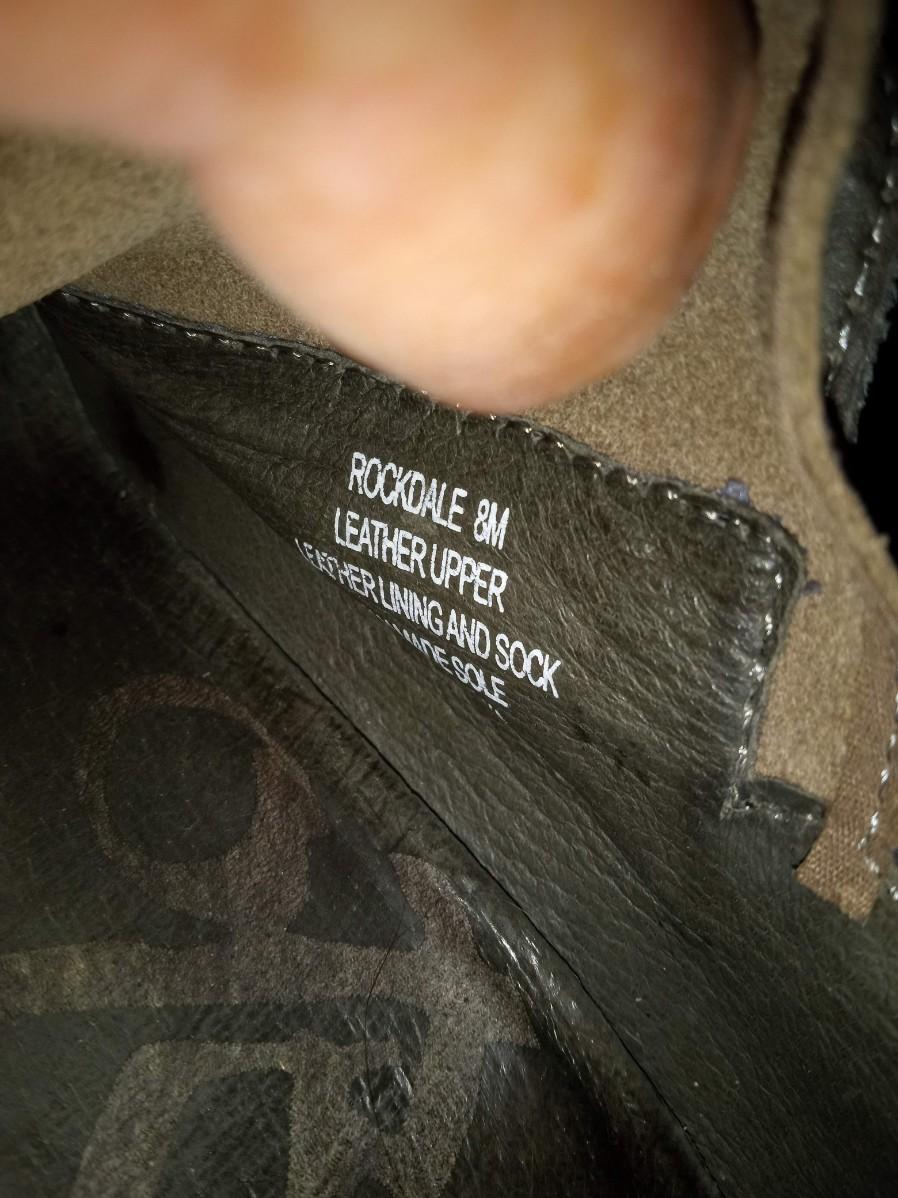 ROCKDALE 8M
LEATHER UPPER
LEATHER LINING AND SOCK
MADE SOLE